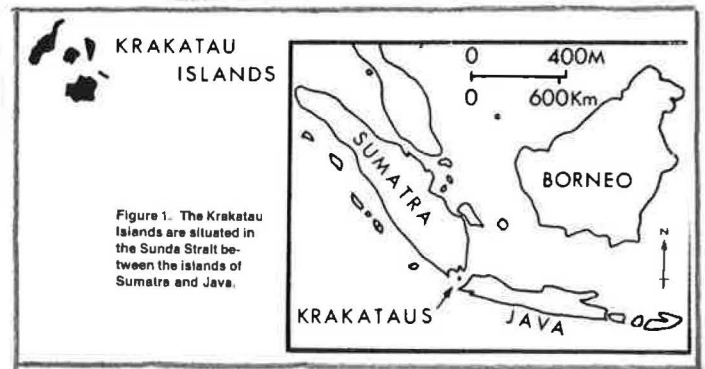 KRAKATAU
ISLANDS
Figure 1. The Krakatau
Islands are situated in
the Sunda Strait be-
tween the islands of
Sumatra and Java.
0 400M
0 600Km
SUMATRA
BORNEO
N
KRAKATAUS
JAVA